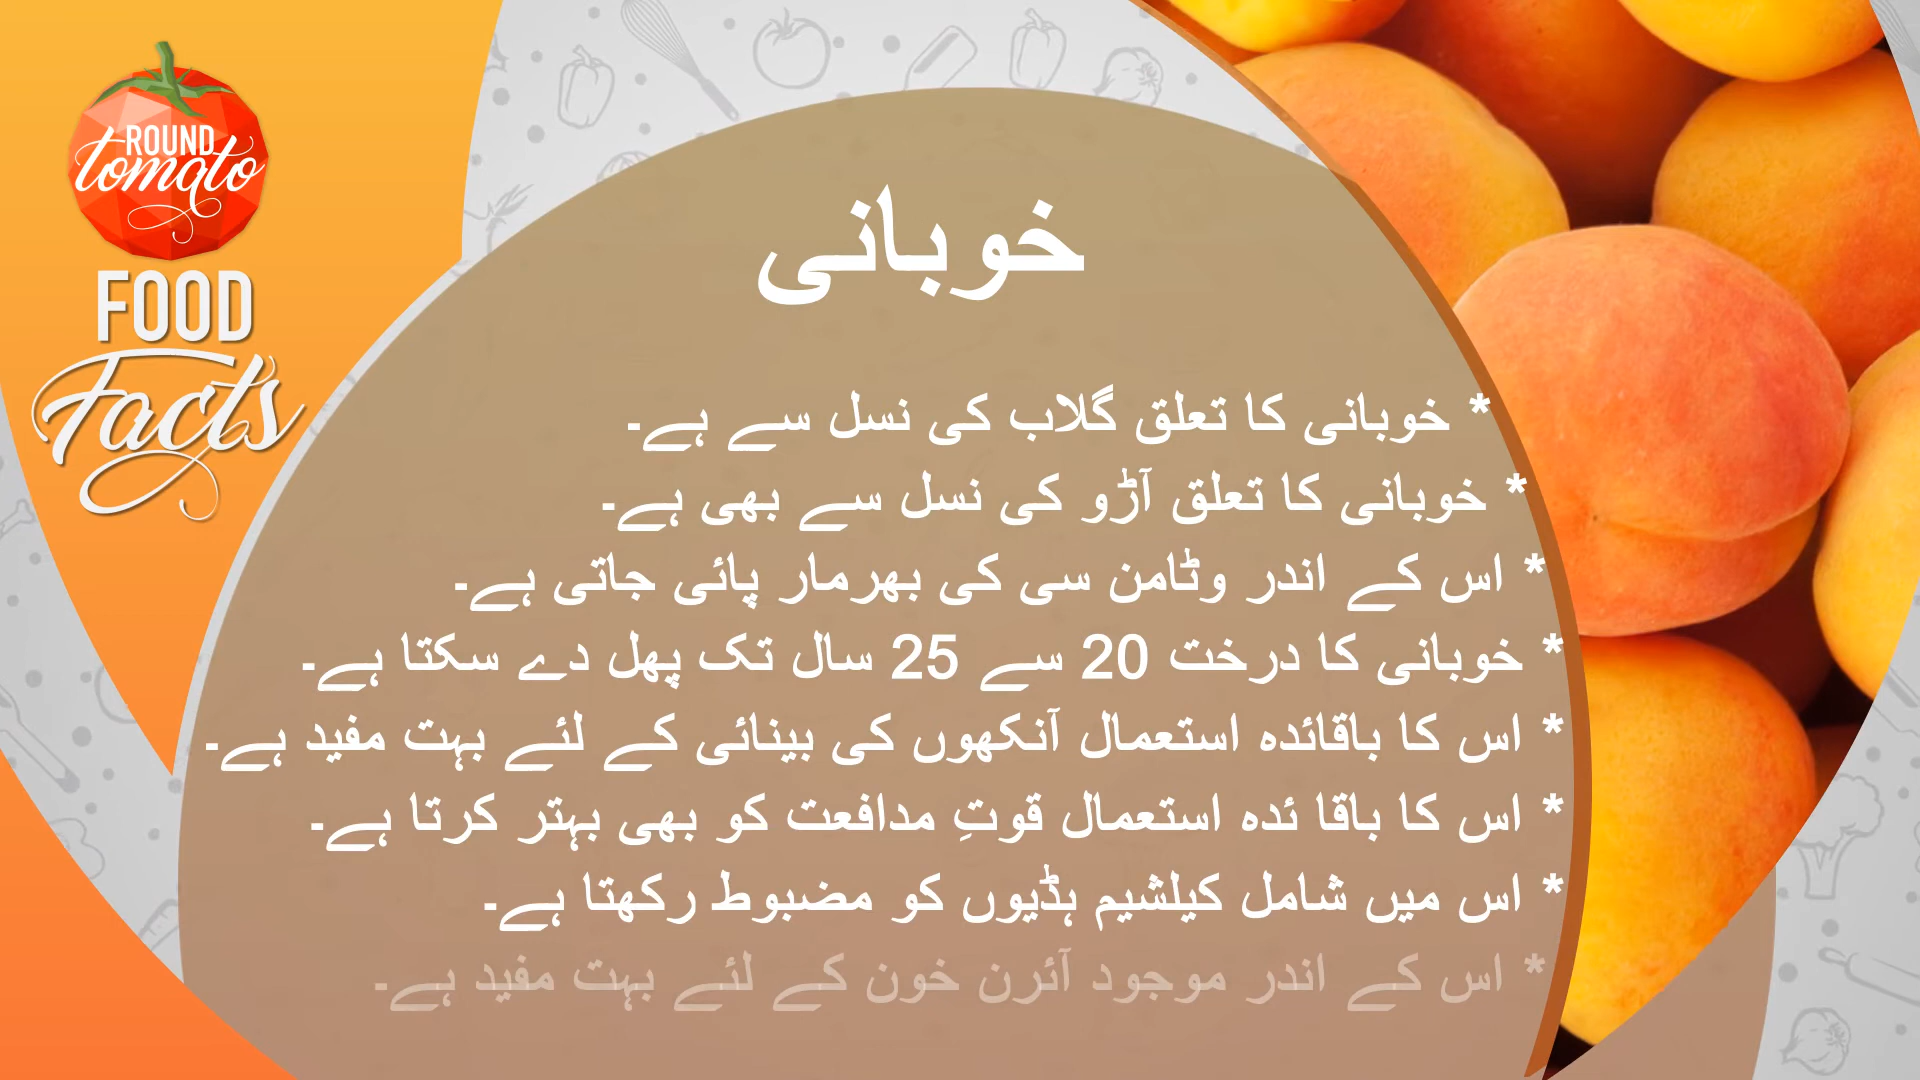 ROUND
tomato
FOOD
Facts
خوبانی
* خوبانی کا تعلق گلاب کی نسل سے ہے۔
* خوبانی کا تعلق آڑو کی نسل سے بھی ہے۔
* اس کے اندر وٹامن سی کی بھرمار پائی جاتی ہے۔
* خوبانی کا درخت 20 سے 25 سال تک پھل دے سکتا ہے۔
* اس کا باقائدہ استعمال آنکھوں کی بینائی کے لئے بہت مفید ہے۔
* اس کا باقا ئدہ استعمال قوتِ مدافعت کو بھی بہتر کرتا ہے۔
* اس میں شامل کیلشیم ہڈیوں کو مضبوط رکھتا ہے۔
* اس کے اندر موجود آئرن خون کے لئے بہت مفید ہے۔